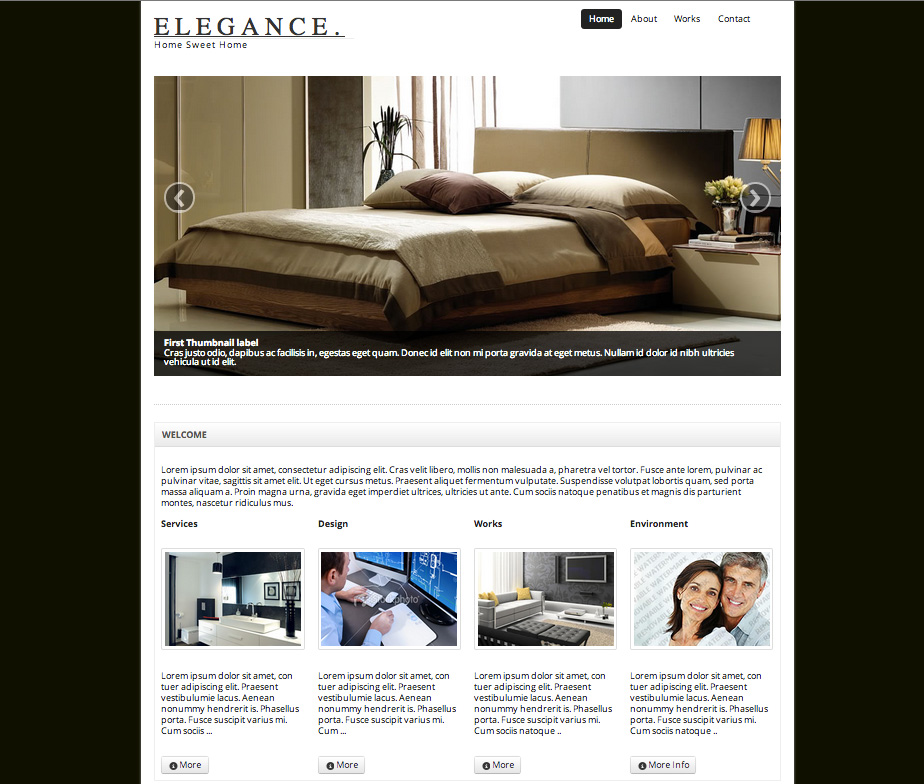 ELEGANCE.
Home Sweet Home
Home About Works Contact
First Thumbnail label
Cras justo odio, dapibus ac facilisis in, egestas eget quam. Donec id elit non mi porta gravida at eget metus. Nullam id dolor id nibh ultricies
vehicula ut id elit.
WELCOME
Lorem ipsum dolor sit amet, consectetur adipiscing elit. Cras velit libero, mollis non malesuada a, pharetra vel tortor. Fusce ante lorem, pulvinar ac
pulvinar vitae, sagittis sit amet elit. Ut eget cursus metus. Praesent aliquet fermentum vulputate. Suspendisse volutpat lobortis quam, sed porta
massa aliquam a. Proin magna urna, gravida eget imperdiet ultrices, ultricies ut ante. Cum sociis natoque penatibus et magnis dis parturient
montes, nascetur ridiculus mus.
Services
Lorem ipsum dolor sit amet, con
tuer adipiscing elit. Praesent
vestibulumie lacus. Aenean
nonummy hendrerit is. Phasellus
porta. Fusce suscipit varius mi.
Cum sociis ...
More
Design
Lorem ipsum dolor sit amet, con
tuer adipiscing elit. Praesent
vestibulumie lacus. Aenean
nonummy hendrerit is. Phasellus
porta. Fusce suscipit varius mi.
Cum ...
More
Works
Lorem ipsum dolor sit amet, con
tuer adipiscing elit. Praesent
vestibulumie lacus. Aenean
nonummy hendrerit is. Phasellus
porta. Fusce suscipit varius mi.
Cum sociis natoque ..
More
Environment
Lorem ipsum dolor sit amet, con
tuer adipiscing elit. Praesent
vestibulumie lacus. Aenean
nonummy hendrerit is. Phasellus
porta. Fusce suscipit varius mi.
Cum sociis natoque ..
More Info